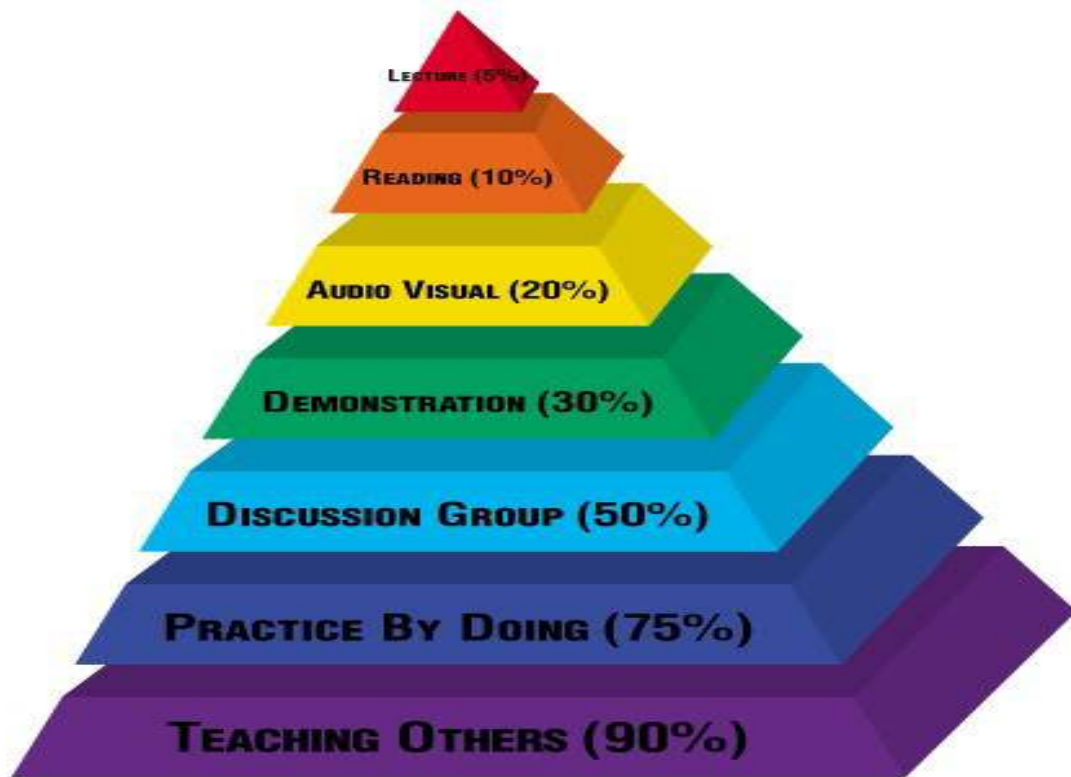 Lecture (5%)
Reading (10%)
Audio Visual (20%)
Demonstration (30%)
Discussion Group (50%)
Practice By Doing (75%)
Teaching Others (90%)